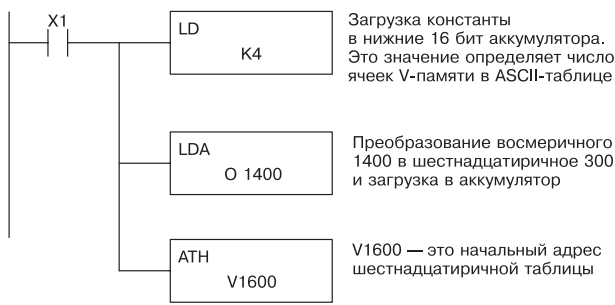 X1
LD
K4
Загрузка константы
в нижние 16 бит аккумулятора.
Это значение определяет число
ячеек V-памяти в ASCII-таблице
LDA
O 1400
Преобразование восмеричного
1400 в шестнадцатиричное 300
и загрузка в аккумулятор
ATH
V1600
V1600 — это начальный адрес
шестнадцатиричной таблицы